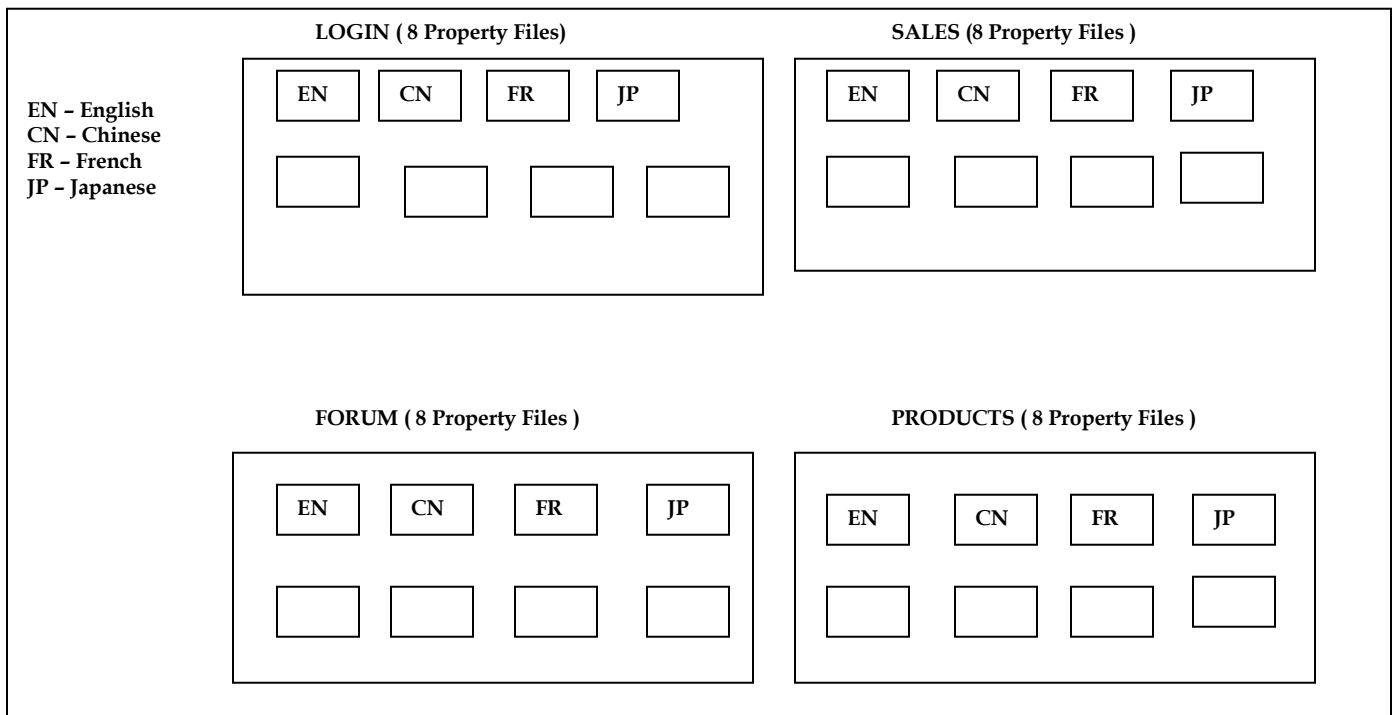 LOGIN ( 8 Property Files)
SALES (8 Property Files )
EN – English
CN – Chinese
FR – French
JP – Japanese
EN CN FR JP
EN CN FR JP
FORUM ( 8 Property Files )
PRODUCTS ( 8 Property Files )
EN CN FR JP
EN CN FR JP